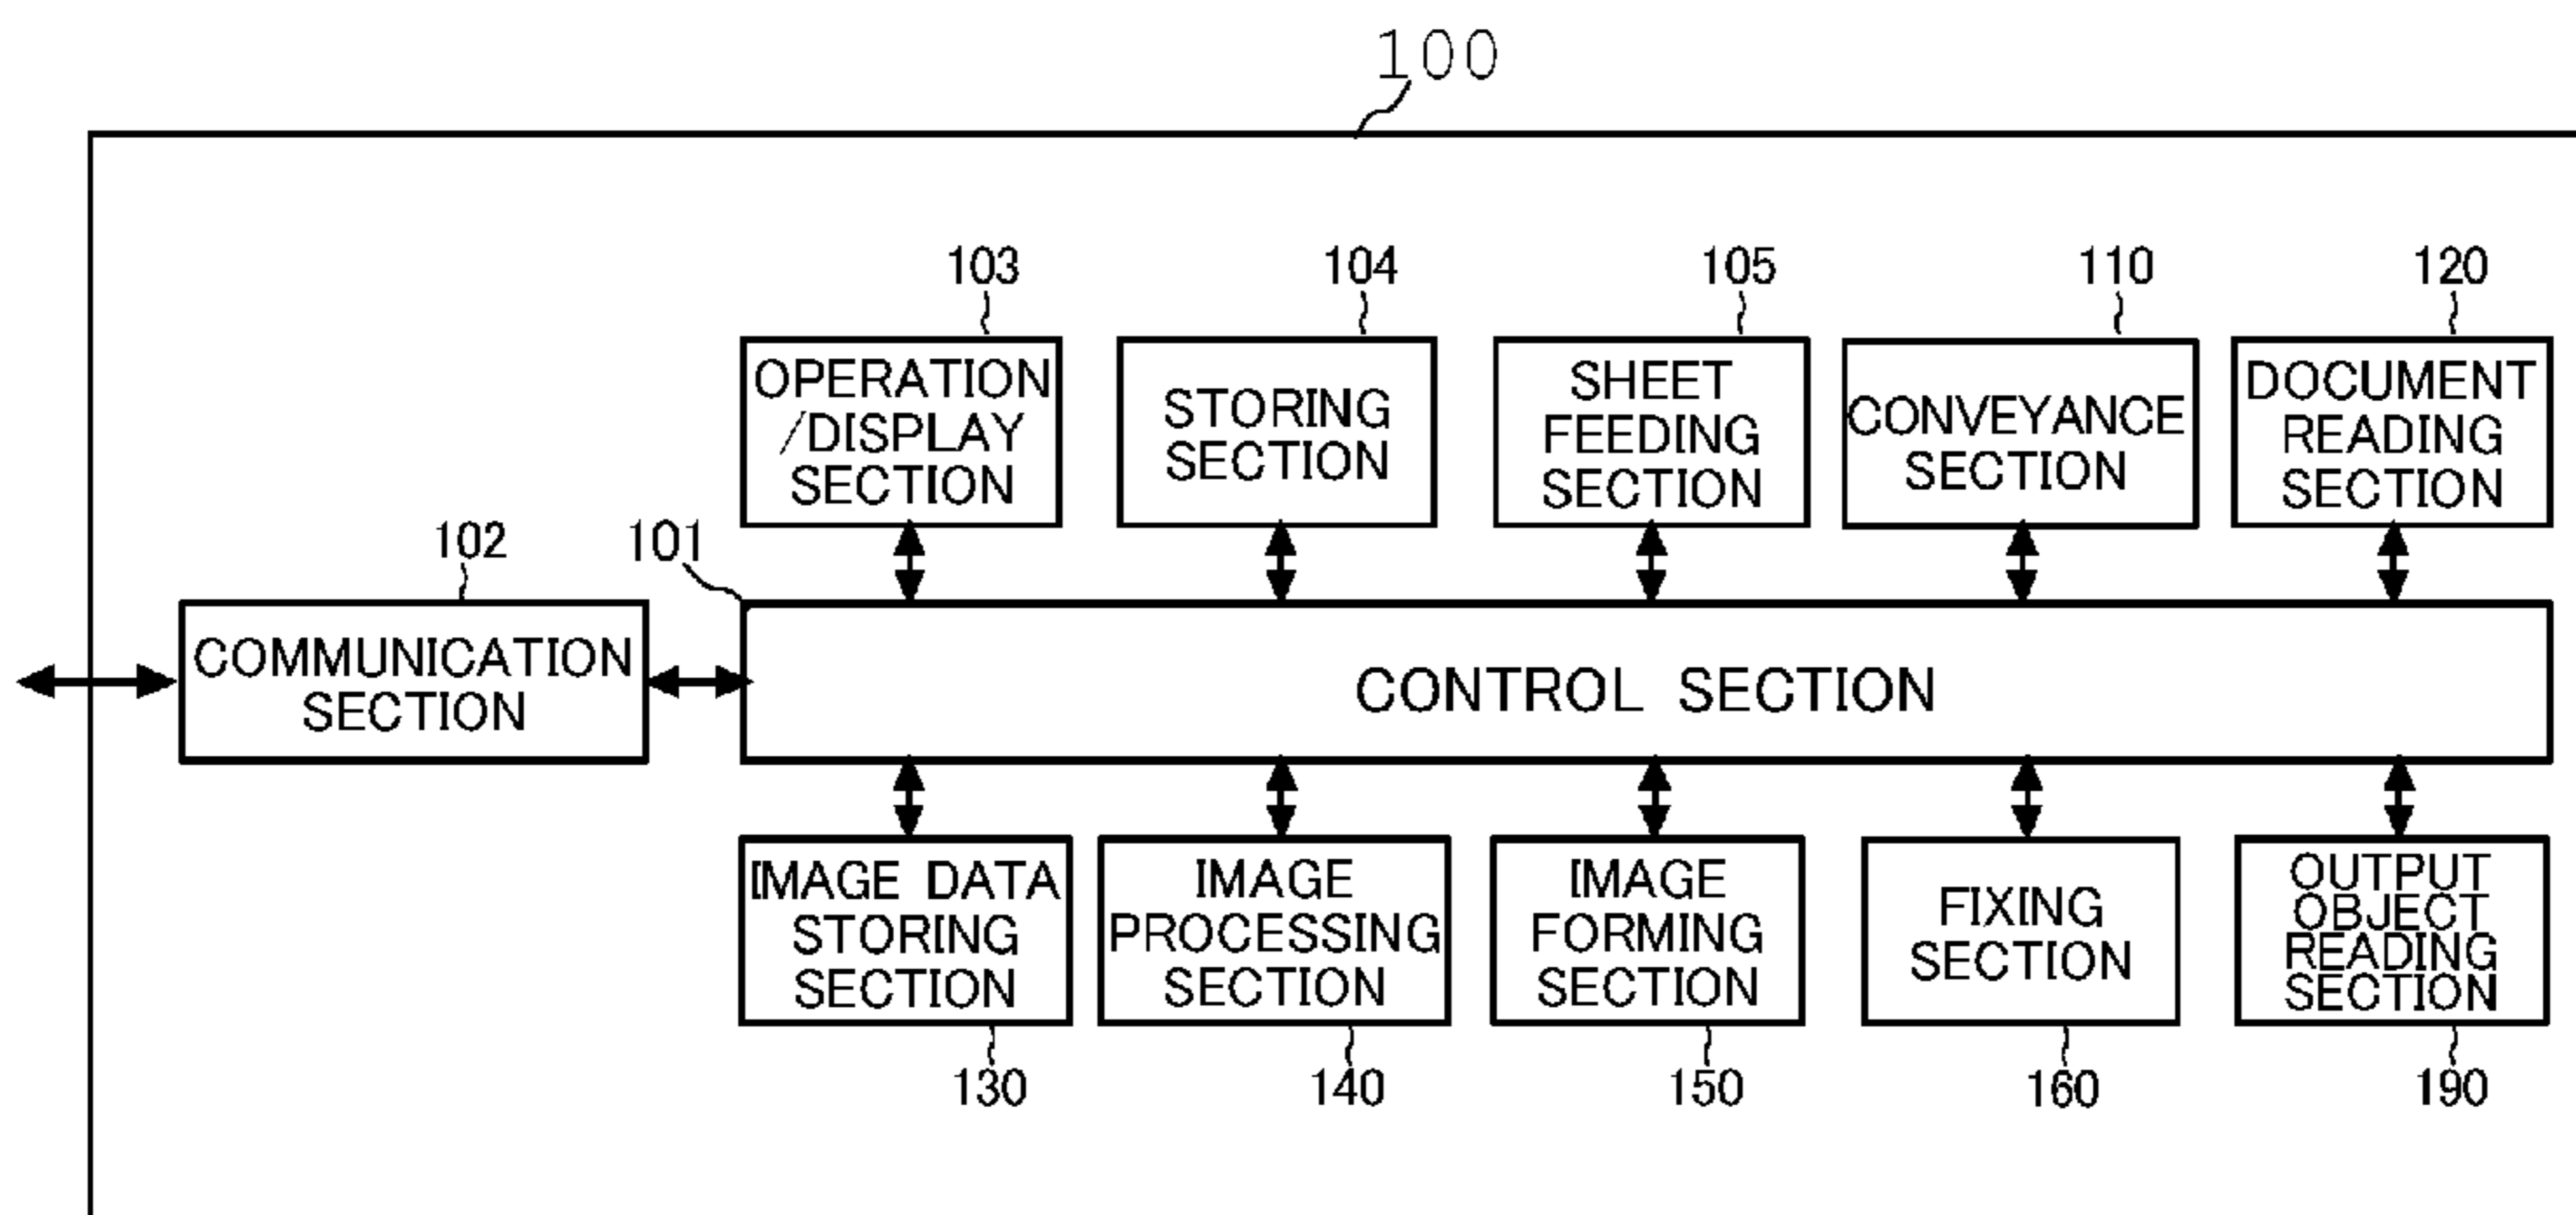 100
103
104
105
110
120
OPERATION
/DISPLAY
SECTION
STORING
SECTION
SHEET
FEEDING
SECTION
CONVEYANCE
SECTION
DOCUMENT
READING
SECTION
102
101
COMMUNICATION
SECTION
CONTROL SECTION
IMAGE DATA
STORING
SECTION
IMAGE
PROCESSING
SECTION
IMAGE
FORMING
SECTION
FIXING
SECTION
OUTPUT
OBJECT
READING
SECTION
130
140
150
160
190